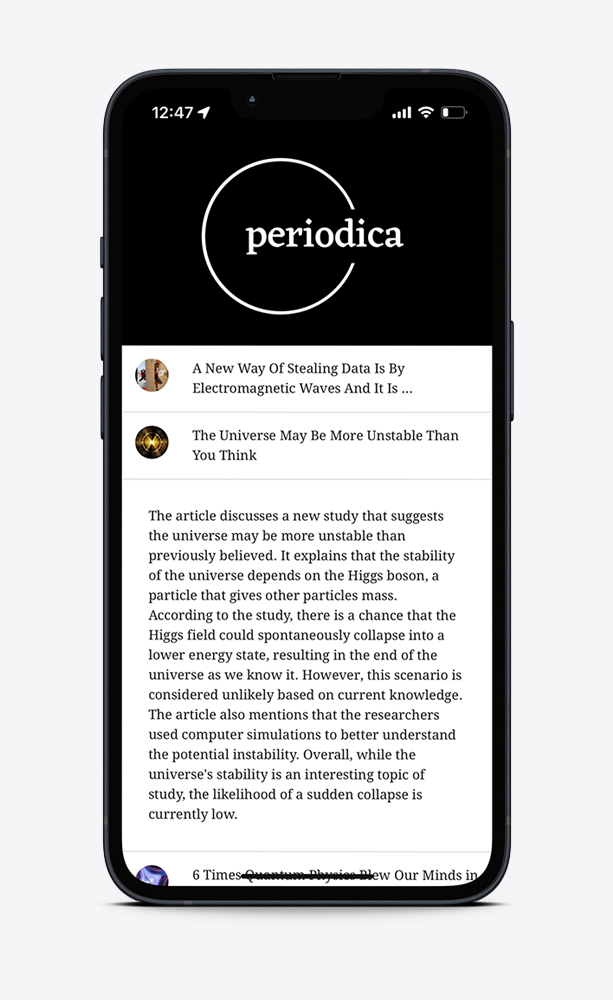 12:47
periodica
A New Way Of Stealing Data Is By
Electromagnetic Waves And It Is ...
The Universe May Be More Unstable Than
You Think
The article discusses a new study that suggests
the universe may be more unstable than
previously believed. It explains that the stability
of the universe depends on the Higgs boson, a
particle that gives other particles mass.
According to the study, there is a chance that the
Higgs field could spontaneously collapse into a
lower energy state, resulting in the end of the
universe as we know it. However, this scenario is
considered unlikely based on current knowledge.
The article also mentions that the researchers
used computer simulations to better understand
the potential instability. Overall, while the
universe's stability is an interesting topic of
study, the likelihood of a sudden collapse is
currently low.
6 Times Quantum Physics Blew Our Minds in